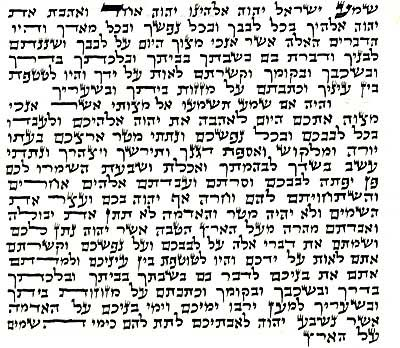 שמע ישראל יהוה אלהינו יהוה אחד ואהבת את
יהוה אלהיך בכל לבבך ובכל נפשך ובכל מאדך והיו
הדברים האלה אשר אנכי מצוך היום על לבבך ושננתם
לבניך ודברת בם בשבתך בביתך ובלכתך בדרך
ובשכבך ובקומך וקשרתם לאות על ידך והיו לטטפת
בין עיניך וכתבתם על מזזות ביתך ובשעריך
והיה אם שמע תשמעו אל מצותי אשר אנכי
מצוה אתכם היום לאהבה את יהוה אלהיכם ולעבדו
בכל לבבכם ובכל נפשכם ונתתי מטר ארצכם בעתו
יורה ומלקוש ואספת דגנך ותירשך ויצהרך ונתתי
עשב בשדך לבהמתך ואכלת ושבעת השמרו לכם
פן יפתה לבבכם וסרתם ועבדתם אלהים אחרים
והשתחויתם להם וחרה אף יהוה בכם ועצר את
השמים ולא יהיה מטר והאדמה לא תתן את יבולה
ואבדתם מהרה מעל הארץ הטבה אשר יהוה נתן לכם
ושמתם את דברי אלה על לבבכם ועל נפשכם וקשרתם
אתם לאות על ידכם והיו לטוטפת בין עיניכם ולמדתם
אתם את בניכם לדבר בם בשבתך בביתך ובלכתך
בדרך ובשכבך ובקומך וכתבתם על מזוזות ביתך
ובשעריך למען ירבו ימיכם וימי בניכם על האדמה
אשר נשבע יהוה לאבתיכם לתת להם כימי השמים
על הארץ